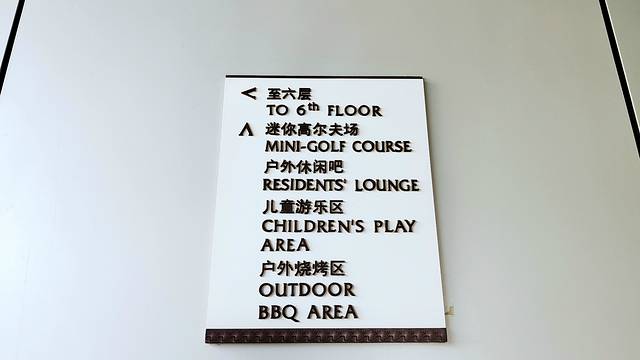 < 至六层
TO 6th FLOOR
∧ 迷你高尔夫场
MINI-GOLF COURSE
户外休闲吧
RESIDENTS' LOUNGE
儿童游乐区
CHILDREN'S PLAY
AREA
户外烧烤区
OUTDOOR
BBQ AREA